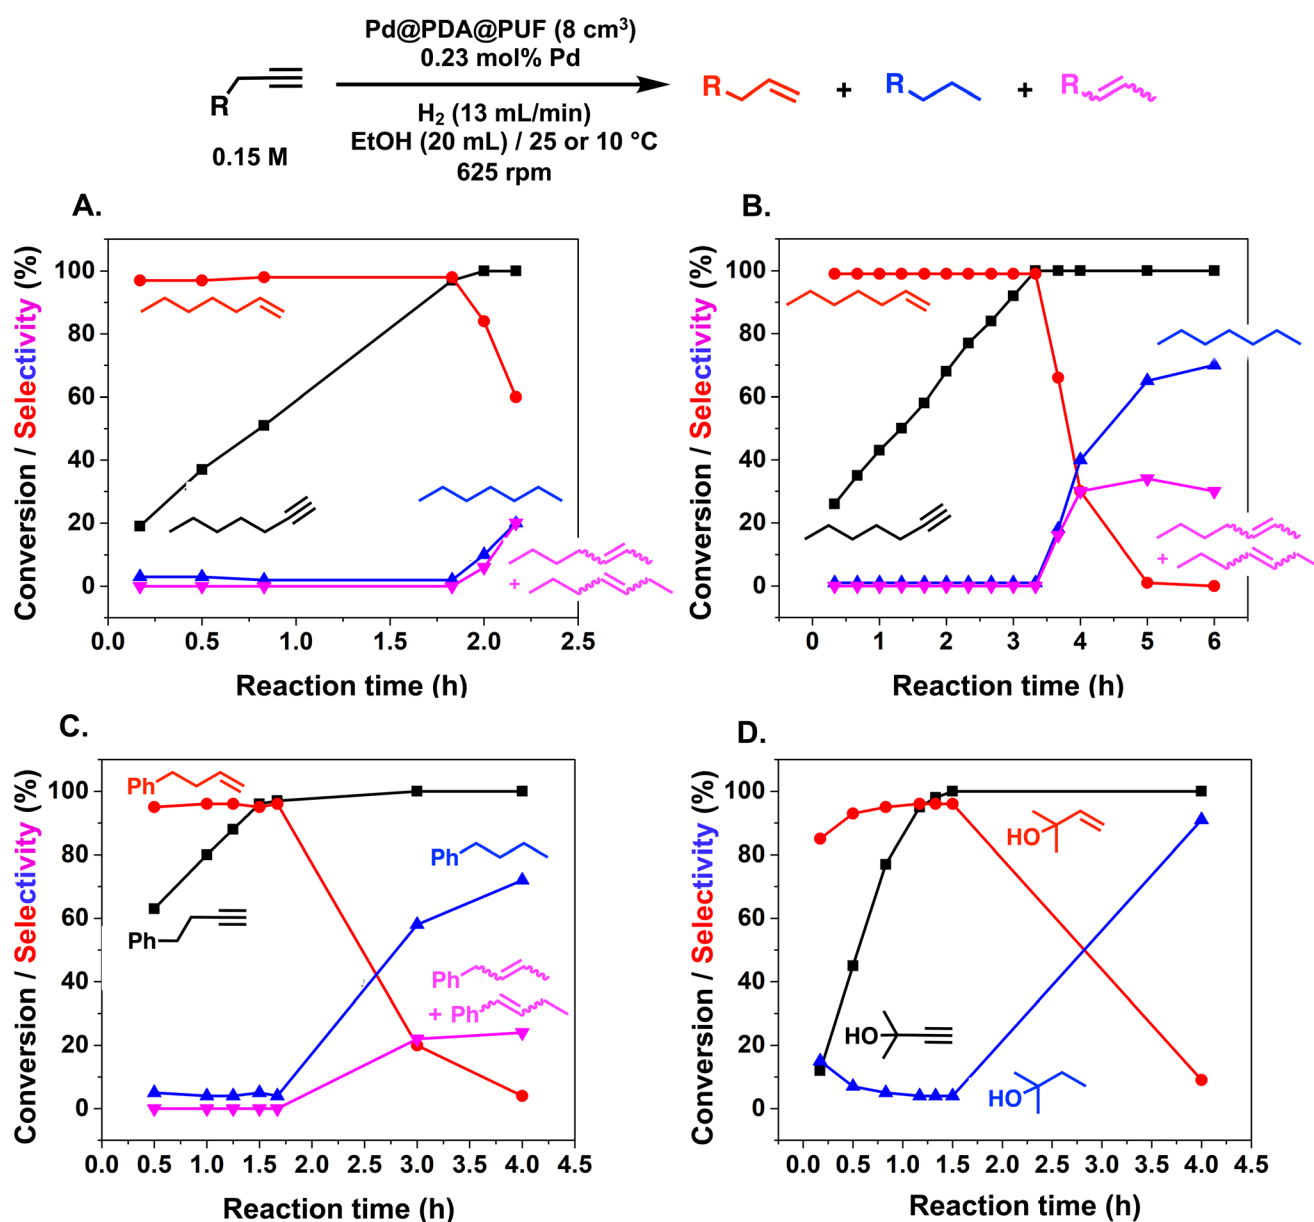 Pd@PDA@PUF (8 cm³)
0.23 mol% Pd
R
0.15 M
H₂ (13 mL/min)
EtOH (20 mL) / 25 or 10 °C
625 rpm
R + R + R
A.
Conversion / Selectivity (%)
100
80
60
40
20
0
+
0.0 0.5 1.0 1.5 2.0 2.5
Reaction time (h)
B.
Conversion / Selectivity (%)
100
80
60
40
20
0
+
0 1 2 3 4 5 6
Reaction time (h)
C.
Conversion / Selectivity (%)
100
80
60
40
20
0
Ph
Ph
Ph
Ph
+ Ph
0.0 0.5 1.0 1.5 2.0 2.5 3.0 3.5 4.0 4.5
Reaction time (h)
D.
Conversion / Selectivity (%)
100
80
60
40
20
0
HO
HO
HO
0.0 0.5 1.0 1.5 2.0 2.5 3.0 3.5 4.0 4.5
Reaction time (h)